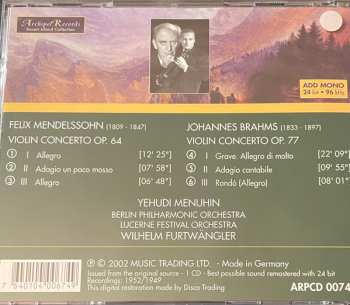 Archipel Records
Desert Island Collection
ADD MONO
24 bit • 96 kHz
FELIX MENDELSSOHN (1809 - 1847)
VIOLIN CONCERTO OP. 64
1 I Allegro [12' 25"]
2 II Adagio un poco mosso [07' 58"]
3 III Allegro [06' 48"]
JOHANNES BRAHMS (1833 - 1897)
VIOLIN CONCERTO OP. 77
4 I Grave. Allegro di molto [22' 09"]
5 II Adagio cantabile [09' 55"]
6 III Rondó (Allegro) [08' 01"]
YEHUDI MENUHIN
BERLIN PHILHARMONIC ORCHESTRA
LUCERNE FESTIVAL ORCHESTRA
WILHELM FURTWÄNGLER
7 540104 006749
℗ © 2002 MUSIC TRADING LTD. - Made in Germany
Issued from the original source - 1 CD - Best possible sound remastered with 24 bit
Recordings: 1952/1949
This digital restoration made by Disco Trading
ARPCD 0074